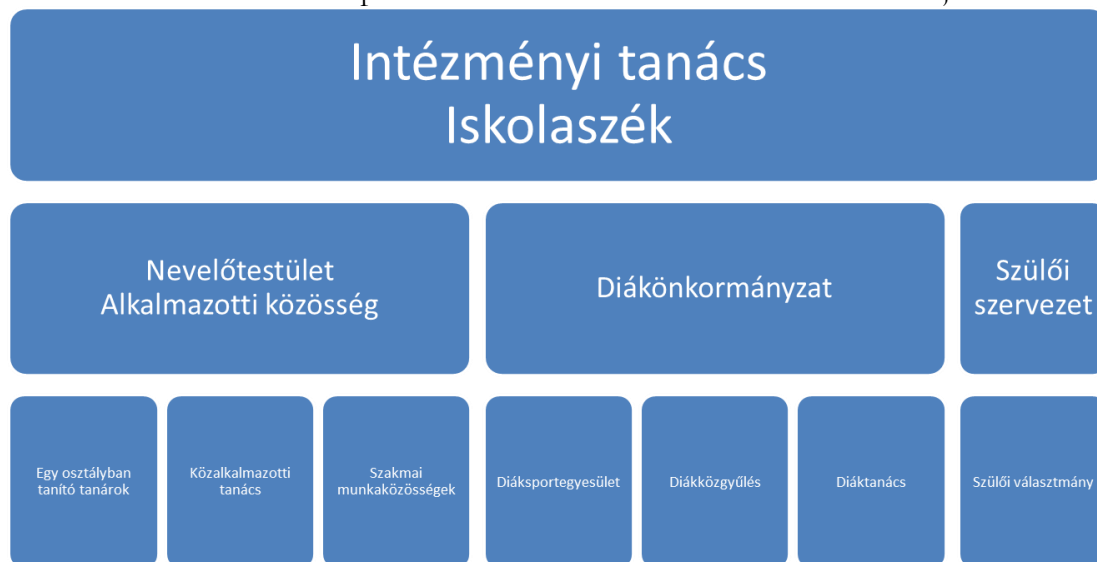 Intézményi tanács
Iskolaszék
Nevelőtestület
Alkalmazotti közösség
Diákönkormányzat
Szülői
szervezet
Egy osztályban
tanító tanárok
Közalkalmazotti
tanács
Szakmai
munkaközösségek
Diáksportegyesület
Diákközgyűlés
Diáktanács
Szülői választmány